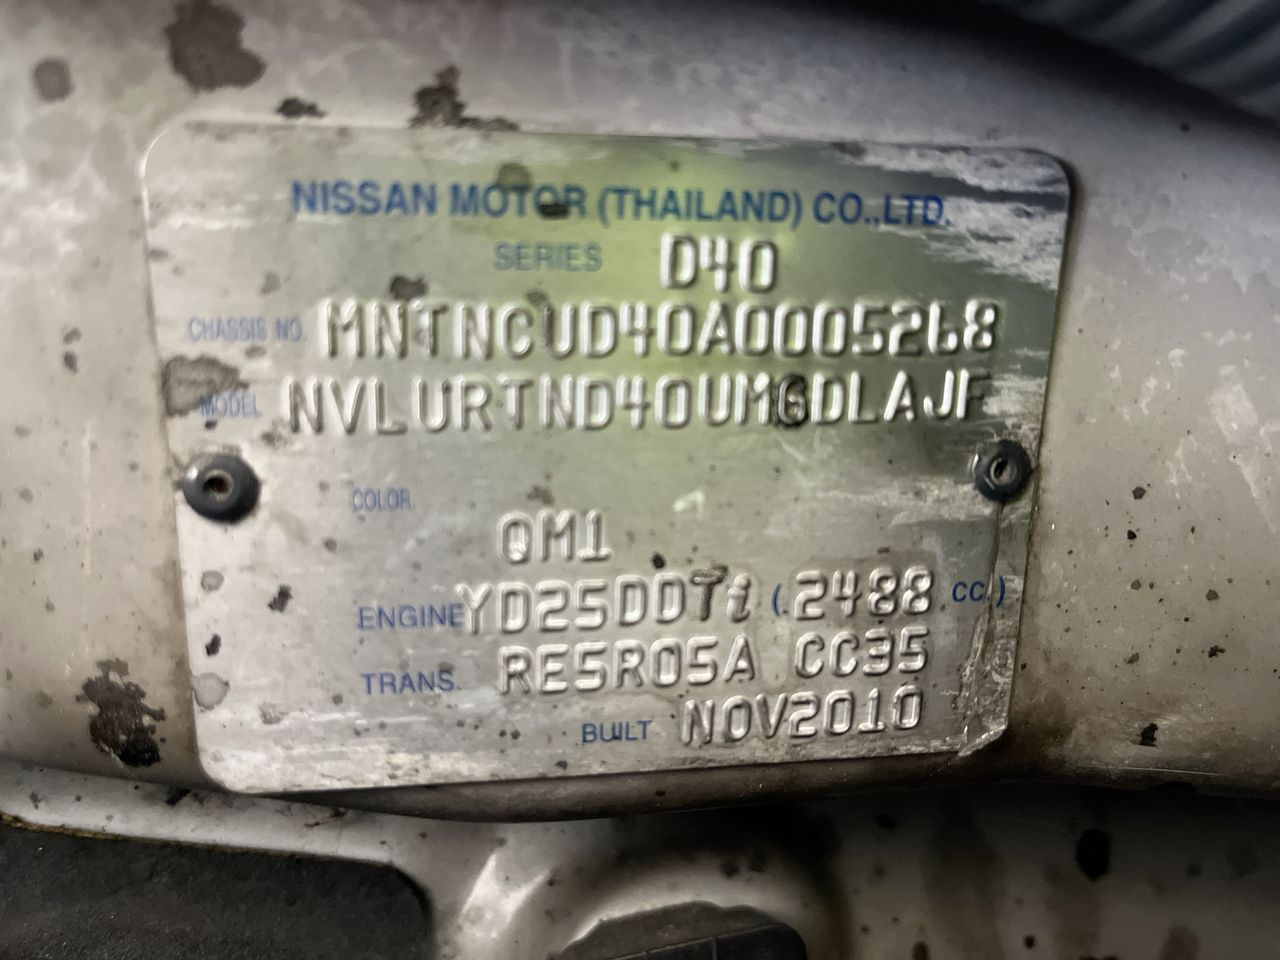 NISSAN MOTOR (THAILAND) CO.,LTD.
SERIES D40
CHASSIS NO. MNTNCUD40A0005268
MODEL NVLURTND40UM6DLAJF
COLOR
QM1
ENGINE YD25DDTi (2488 CC.)
TRANS. RE5R05A CC35
BUILT NOV2010